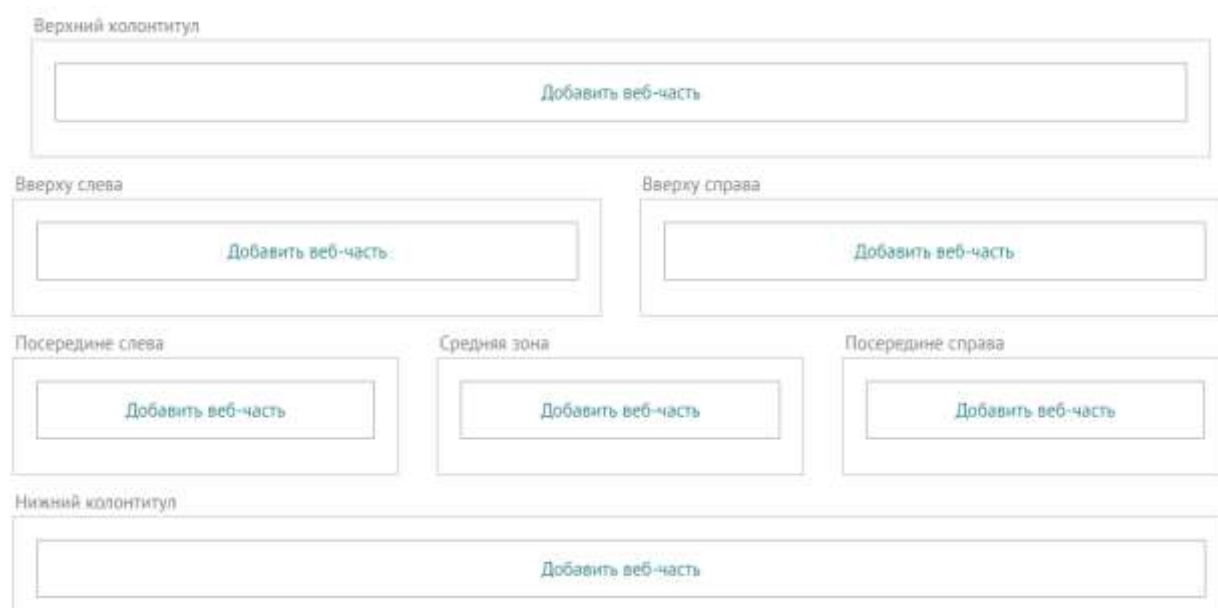 Верхний колонтитул
Добавить веб-часть
Вверху слева
Вверху справа
Добавить веб-часть
Добавить веб-часть
Посередине слева
Средняя зона
Посередине справа
Добавить веб-часть
Добавить веб-часть
Добавить веб-часть
Нижний колонтитул
Добавить веб-часть